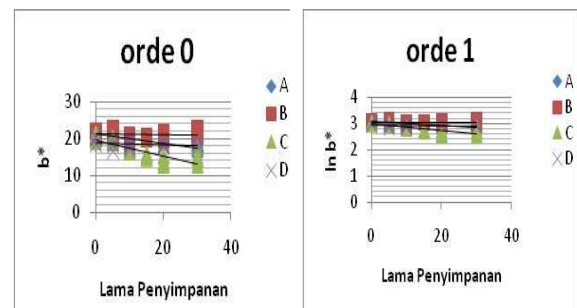 orde 0
30
20
10
0
b*
0 20 40
Lama Penyimpanan
A
B
C
D
orde 1
4
3
2
1
0
ln b*
0 20 40
Lama Penyimpanan
A
B
C
D